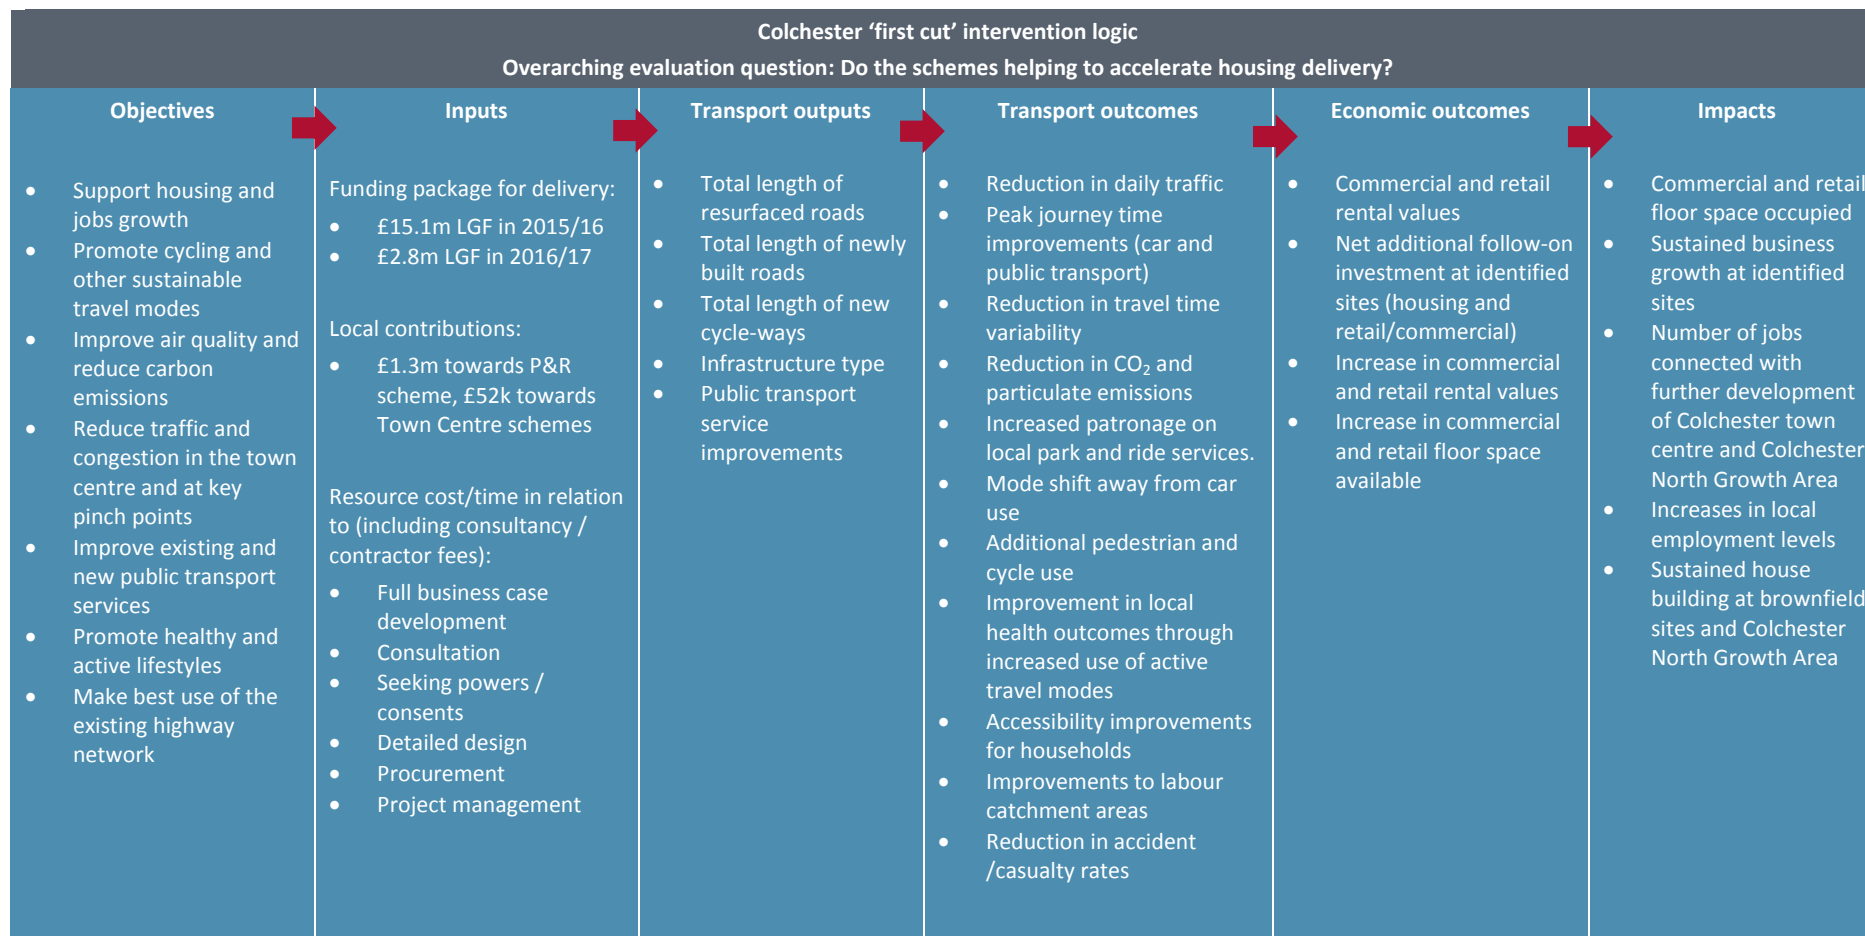 Colchester ‘first cut’ intervention logic
Overarching evaluation question: Do the schemes helping to accelerate housing delivery?
Objectives
• Support housing and
jobs growth
• Promote cycling and
other sustainable
travel modes
• Improve air quality and
reduce carbon
emissions
• Reduce traffic and
congestion in the town
centre and at key
pinch points
• Improve existing and
new public transport
services
• Promote healthy and
active lifestyles
• Make best use of the
existing highway
network
Inputs
Funding package for delivery:
• £15.1m LGF in 2015/16
• £2.8m LGF in 2016/17
Local contributions:
• £1.3m towards P&R
scheme, £52k towards
Town Centre schemes
Resource cost/time in relation
to (including consultancy /
contractor fees):
• Full business case
development
• Consultation
• Seeking powers /
consents
• Detailed design
• Procurement
• Project management
Transport outputs
• Total length of
resurfaced roads
• Total length of newly
built roads
• Total length of new
cycle-ways
• Infrastructure type
• Public transport
service
improvements
Transport outcomes
• Reduction in daily traffic
• Peak journey time
improvements (car and
public transport)
• Reduction in travel time
variability
• Reduction in CO₂ and
particulate emissions
• Increased patronage on
local park and ride services.
• Mode shift away from car
use
• Additional pedestrian and
cycle use
• Improvement in local
health outcomes through
increased use of active
travel modes
• Accessibility improvements
for households
• Improvements to labour
catchment areas
• Reduction in accident
/casualty rates
Economic outcomes
• Commercial and retail
rental values
• Net additional follow-on
investment at identified
sites (housing and
retail/commercial)
• Increase in commercial
and retail rental values
• Increase in commercial
and retail floor space
available
Impacts
• Commercial and retail
floor space occupied
• Sustained business
growth at identified
sites
• Number of jobs
connected with
further development
of Colchester town
centre and Colchester
North Growth Area
• Increases in local
employment levels
• Sustained house
building at brownfield
sites and Colchester
North Growth Area